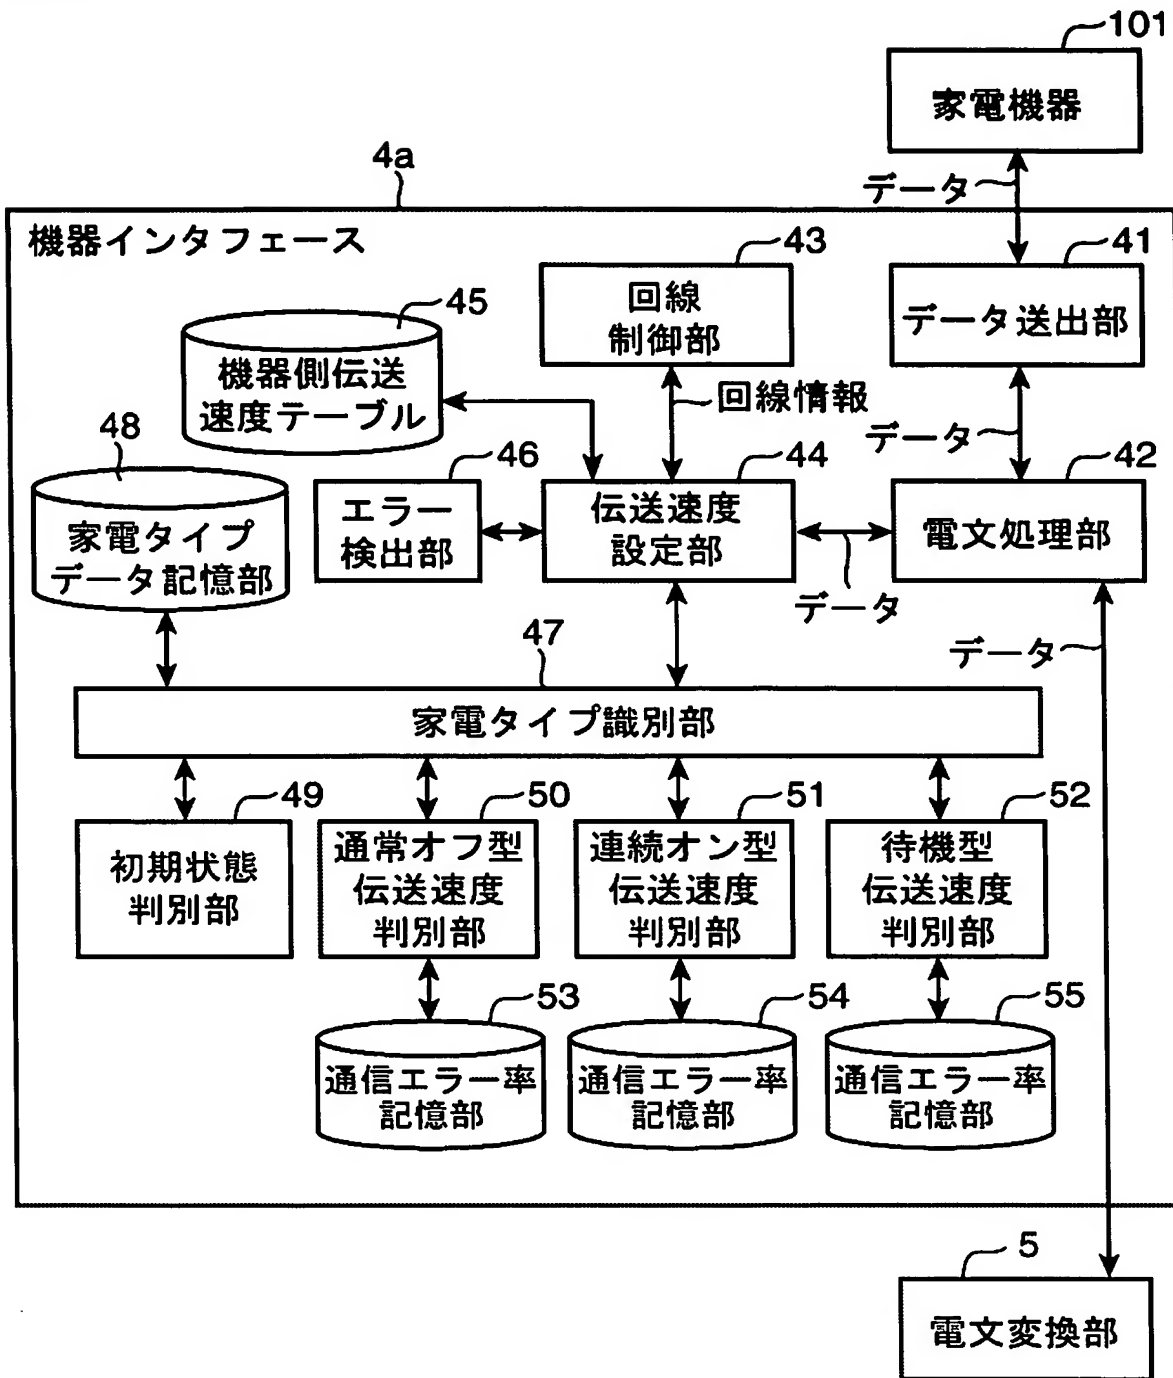 101
家電機器
4a
データ
機器インタフェース
43
回線
制御部
41
データ送出部
45
機器側伝送
速度テーブル
回線情報
データ
48
家電タイプ
データ記憶部
46
エラー
検出部
44
伝送速度
設定部
42
電文処理部
データ
データ
47
家電タイプ識別部
49
初期状態
判別部
50
通常オフ型
伝送速度
判別部
51
連続オン型
伝送速度
判別部
52
待機型
伝送速度
判別部
53
通信エラー率
記憶部
54
通信エラー率
記憶部
55
通信エラー率
記憶部
5
電文変換部